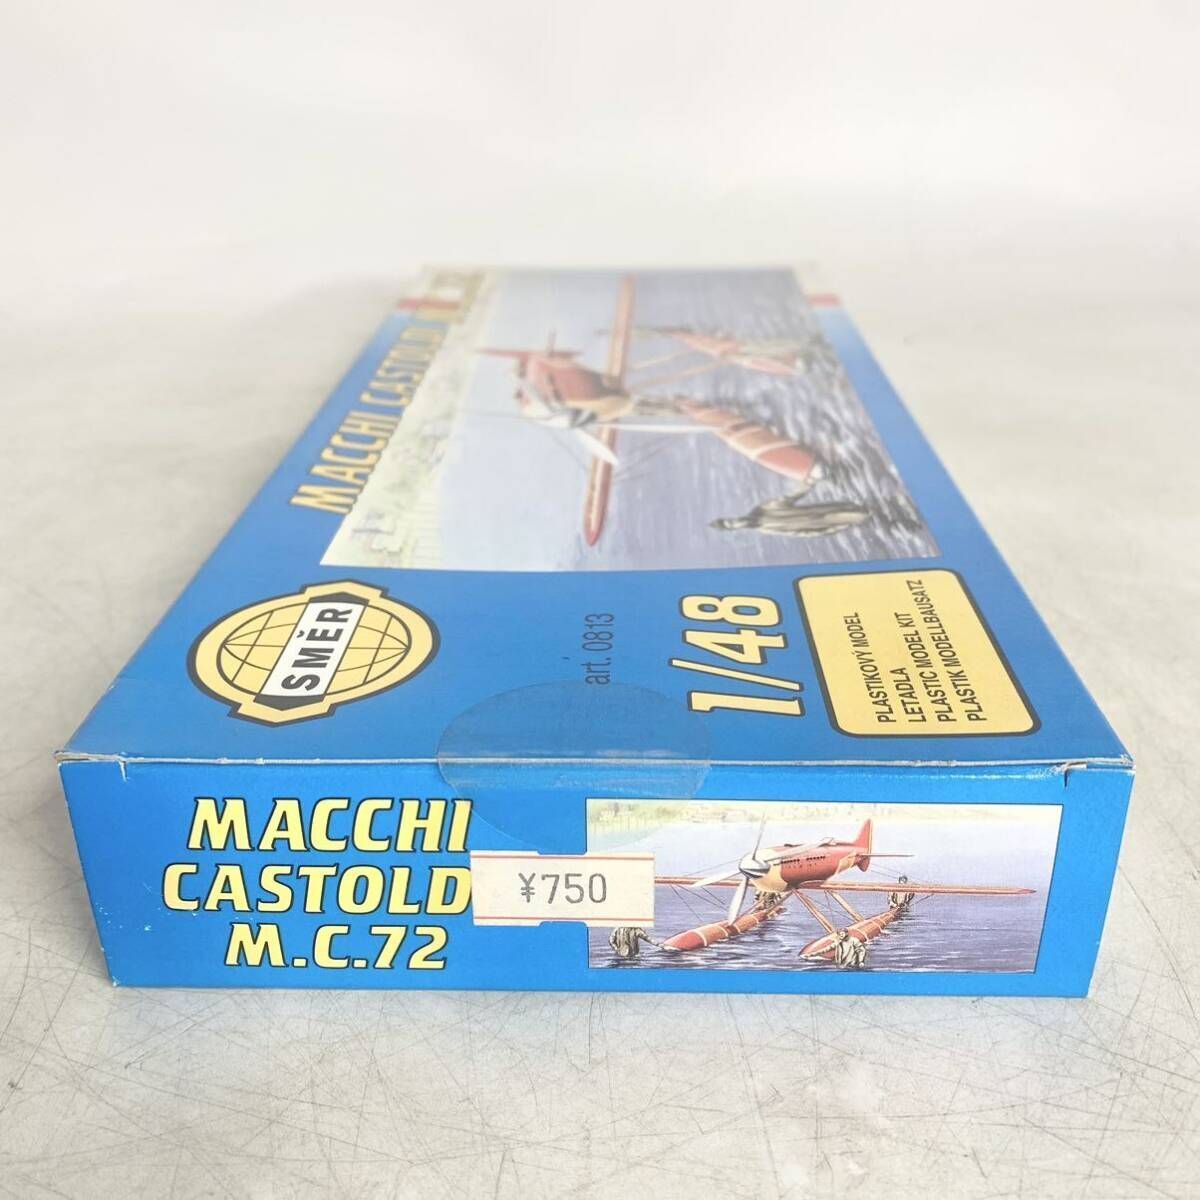 MACCHI CASTOLDI
SMĚR
art. 0813
1/48
PLASTIKOVÝ MODEL
LETADLA
PLASTIC MODEL KIT
PLASTIK MODELLBAUSATZ
MACCHI
CASTOLD
M.C.72
¥750